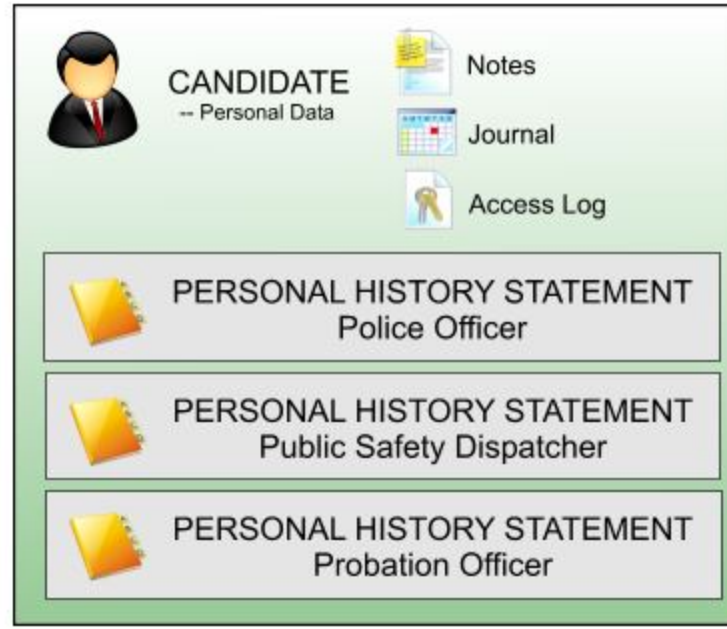 CANDIDATE
-- Personal Data
Notes
Journal
Access Log
PERSONAL HISTORY STATEMENT
Police Officer
PERSONAL HISTORY STATEMENT
Public Safety Dispatcher
PERSONAL HISTORY STATEMENT
Probation Officer